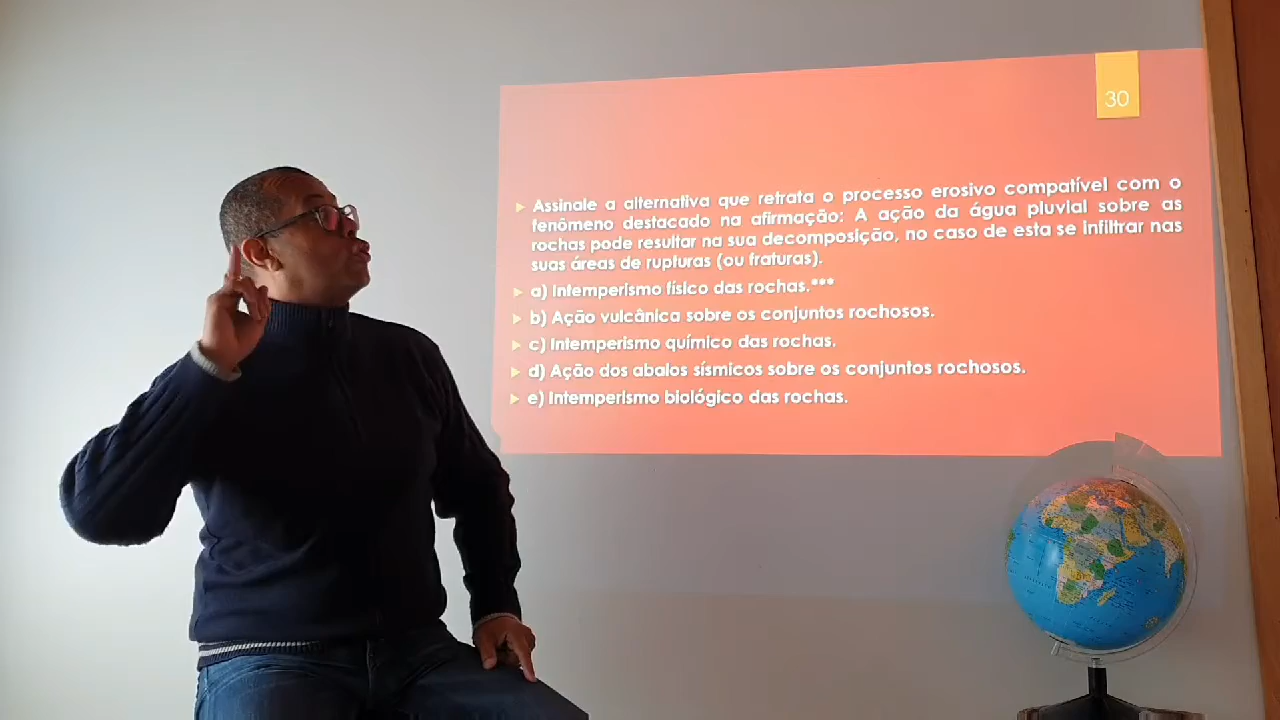 30
Assinale a alternativa que retrata o processo erosivo compatível com o
fenômeno destacado na afirmação: A ação da água pluvial sobre as
rochas pode resultar na sua decomposição, no caso de esta se infiltrar nas
suas áreas de rupturas (ou fraturas).
a) Intemperismo físico das rochas.***
b) Ação vulcânica sobre os conjuntos rochosos.
c) Intemperismo químico das rochas.
d) Ação dos abalos sísmicos sobre os conjuntos rochosos.
e) Intemperismo biológico das rochas.